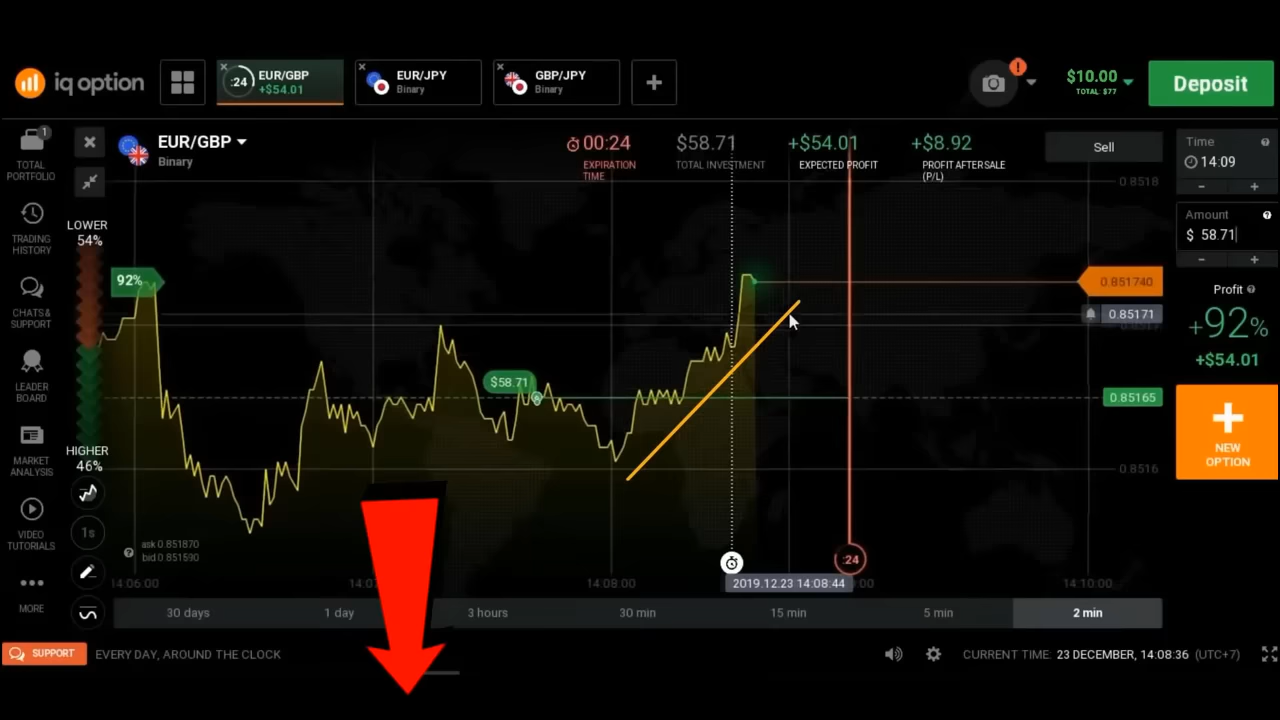 iq option
:24
EUR/GBP
+$54.01
EUR/JPY
Binary
GBP/JPY
Binary
$10.00
TOTAL: $77
Deposit
1
TOTAL
PORTFOLIO
TRADING
HISTORY
CHATS &
SUPPORT
LEADER
BOARD
MARKET
ANALYSIS
VIDEO
TUTORIALS
MORE
EUR/GBP
Binary
00:24
EXPIRATION
TIME
$58.71
TOTAL INVESTMENT
+$54.01
EXPECTED PROFIT
+$8.92
PROFIT AFTER SALE
(P/L)
Sell
Time
14:09
- +
Amount
$ 58.71
- +
Profit
+92%
+$54.01
NEW
OPTION
LOWER
54%
92%
HIGHER
46%
1s
$58.71
0.8518
0.851740
0.85171
0.8517
0.85165
0.8516
ask 0.851870
bid 0.851590
:24
14:06:00
14:08:00
2019.12.23 14:08:44
14:10:00
30 days
1 day
3 hours
30 min
15 min
5 min
2 min
SUPPORT
EVERY DAY, AROUND THE CLOCK
CURRENT TIME: 23 DECEMBER, 14:08:36 (UTC+7)